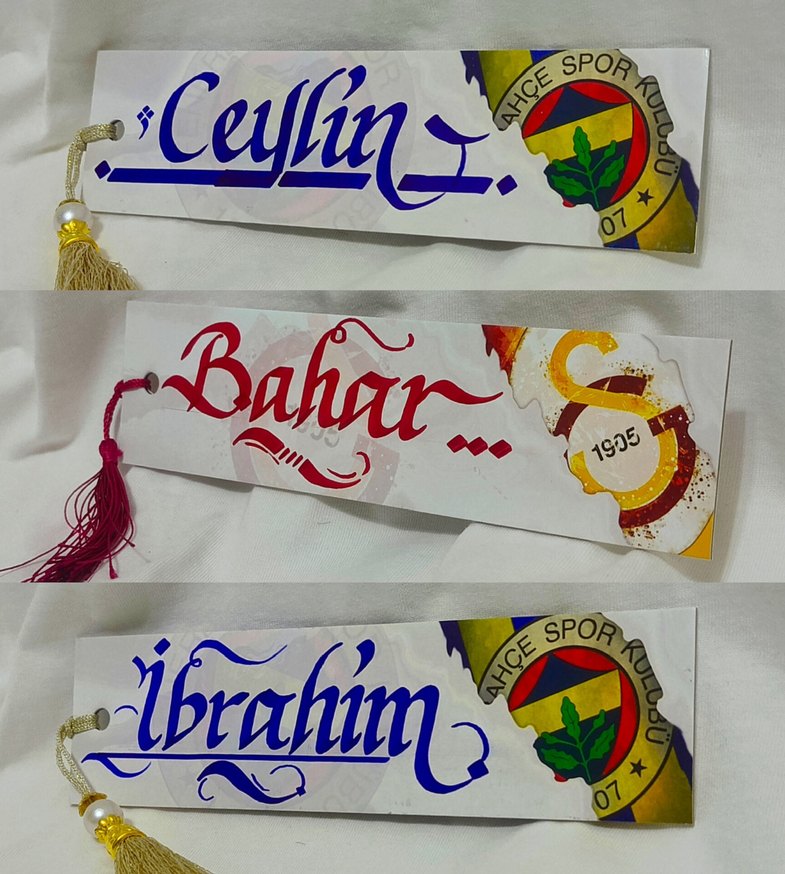 Ceylin
AHÇE SPOR KULÜBÜ
07
Bahar...
1905
İbrahim
AHÇE SPOR KULÜBÜ
07